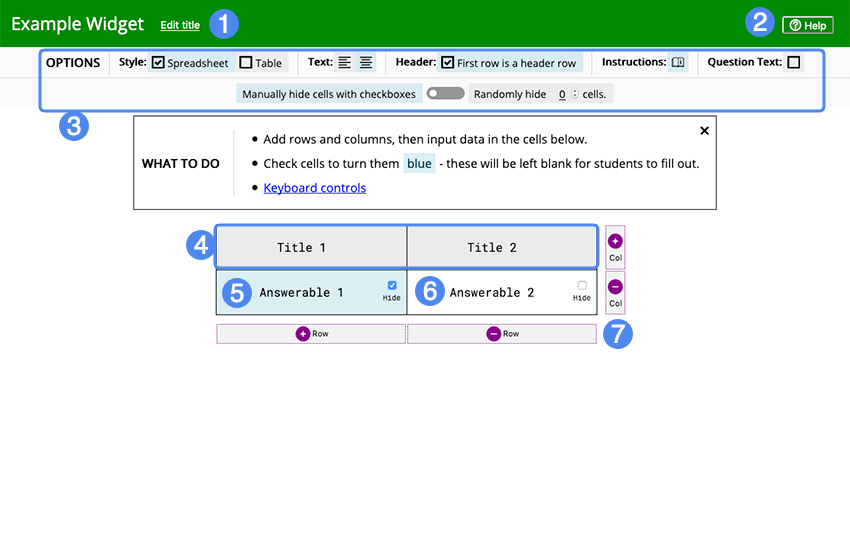 Example Widget Edit title 1 2 Help
OPTIONS Style: Spreadsheet Table Text: Header: First row is a header row Instructions: Question Text:
Manually hide cells with checkboxes Randomly hide 0 cells.
3
WHAT TO DO
• Add rows and columns, then input data in the cells below.
• Check cells to turn them blue - these will be left blank for students to fill out.
• Keyboard controls
4 Title 1 Title 2 Col
5 Answerable 1 Hide 6 Answerable 2 Hide Col
Row Row 7